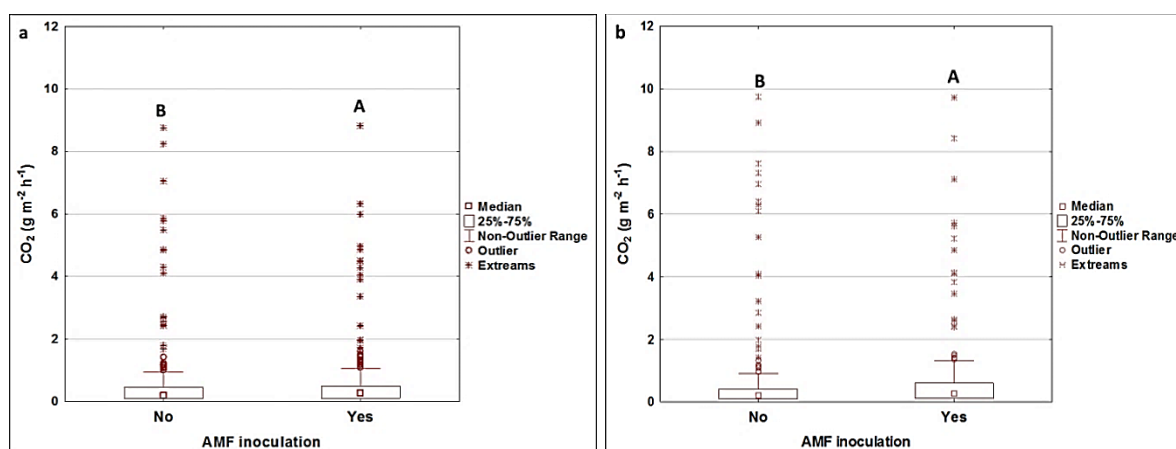 a
12
10
8
6
4
2
0
CO₂ (g m⁻² h⁻¹)
B
A
No
Yes
AMF inoculation
Median
25%-75%
Non-Outlier Range
Outlier
Extreams
b
12
10
8
6
4
2
0
CO₂ (g m⁻² h⁻¹)
B
A
No
Yes
AMF inoculation
Median
25%-75%
Non-Outlier Range
Outlier
Extreams